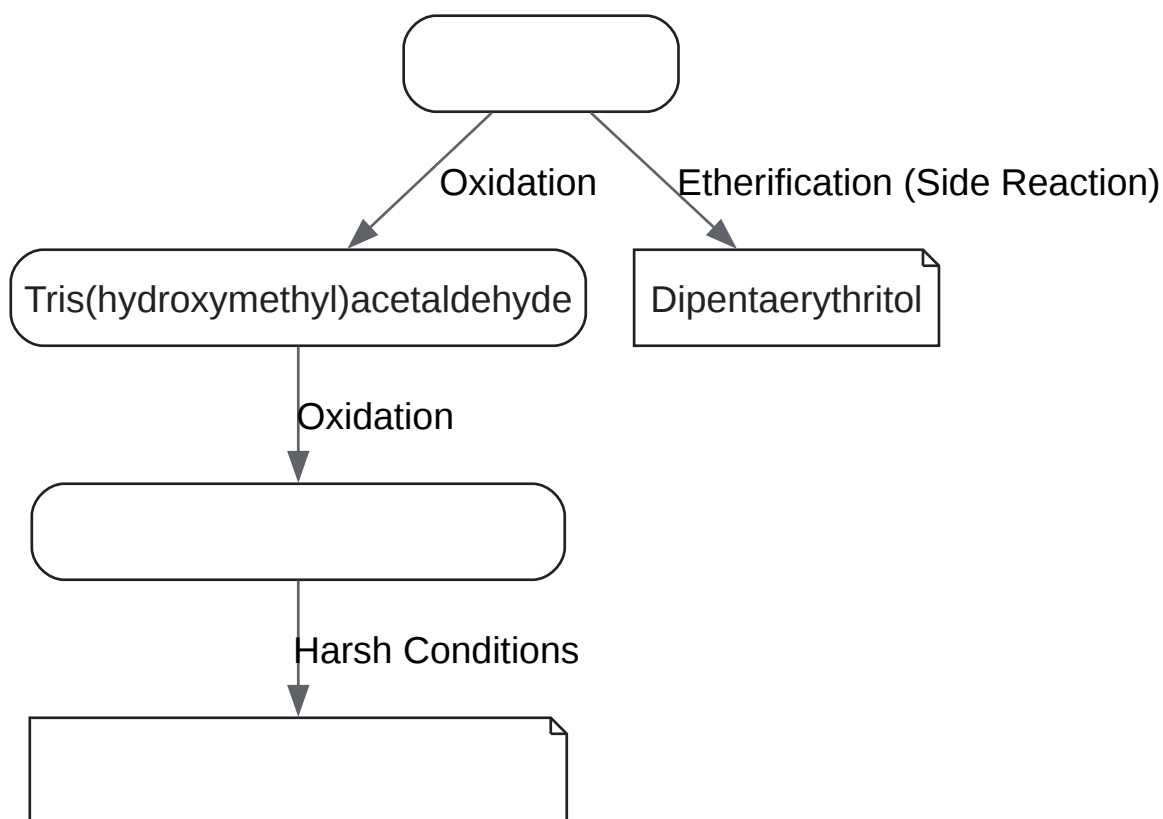 Oxidation
Etherification (Side Reaction)
Tris(hydroxymethyl)acetaldehyde
Dipentaerythritol
Oxidation
Harsh Conditions